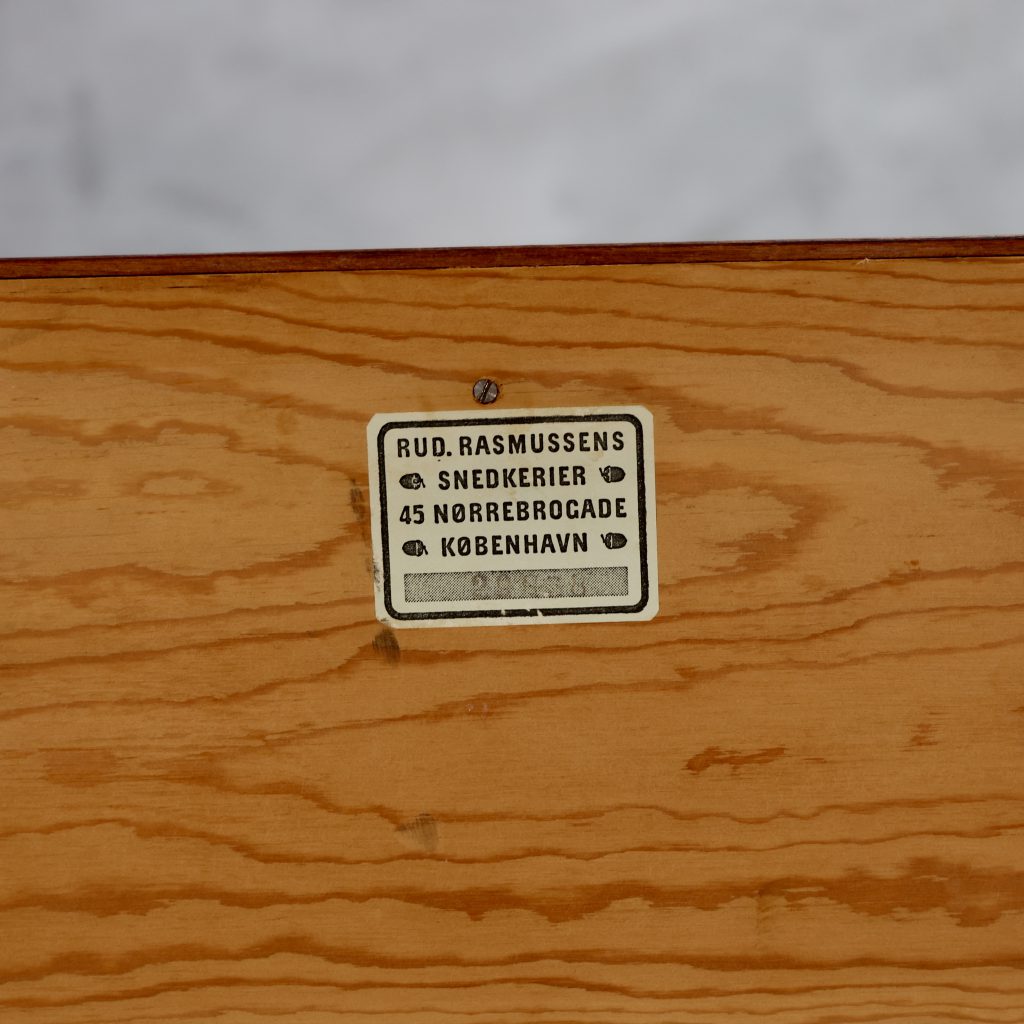 RUD. RASMUSSENS
SNEDKERIER
45 NØRREBROGADE
KØBENHAVN